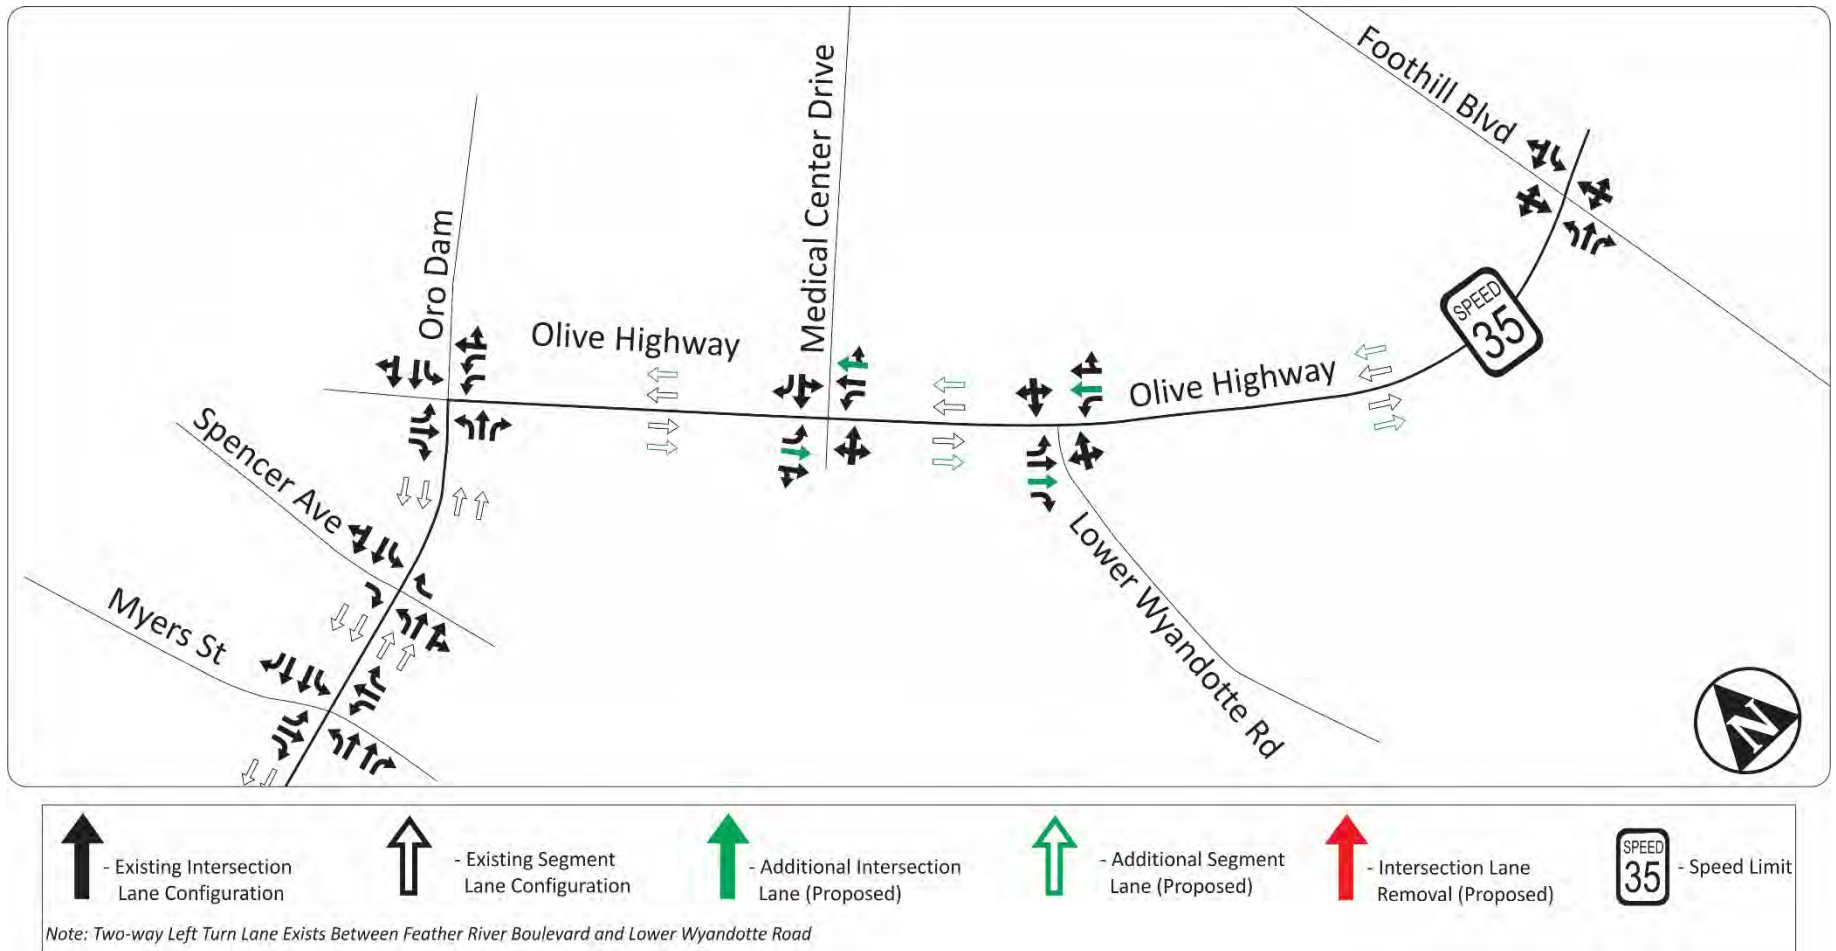 Foothill Blvd
Medical Center Drive
Oro Dam
Olive Highway
SPEED
35
Olive Highway
Spencer Ave
Myers St
Lower Wyandotte Rd
N
- Existing Intersection
Lane Configuration
- Existing Segment
Lane Configuration
- Additional Intersection
Lane (Proposed)
- Additional Segment
Lane (Proposed)
- Intersection Lane
Removal (Proposed)
SPEED
35
- Speed Limit
Note: Two-way Left Turn Lane Exists Between Feather River Boulevard and Lower Wyandotte Road